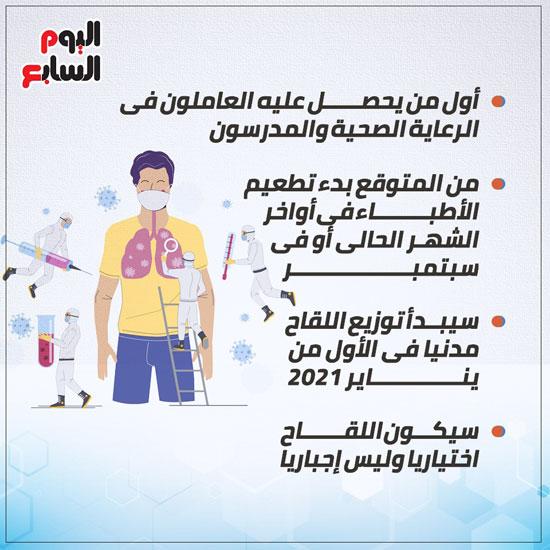 اليوم
السابع
أول من يحصل عليه العاملون فى
الرعاية الصحية والمدرسون
من المتوقع بدء تطعيم
الأطباء فى أواخر
الشهر الحالى أو فى
سبتمبر
سيبدأ توزيع اللقاح
مدنيا فى الأول من
يناير 2021
سيكون اللقاح
اختياريا وليس إجباريا